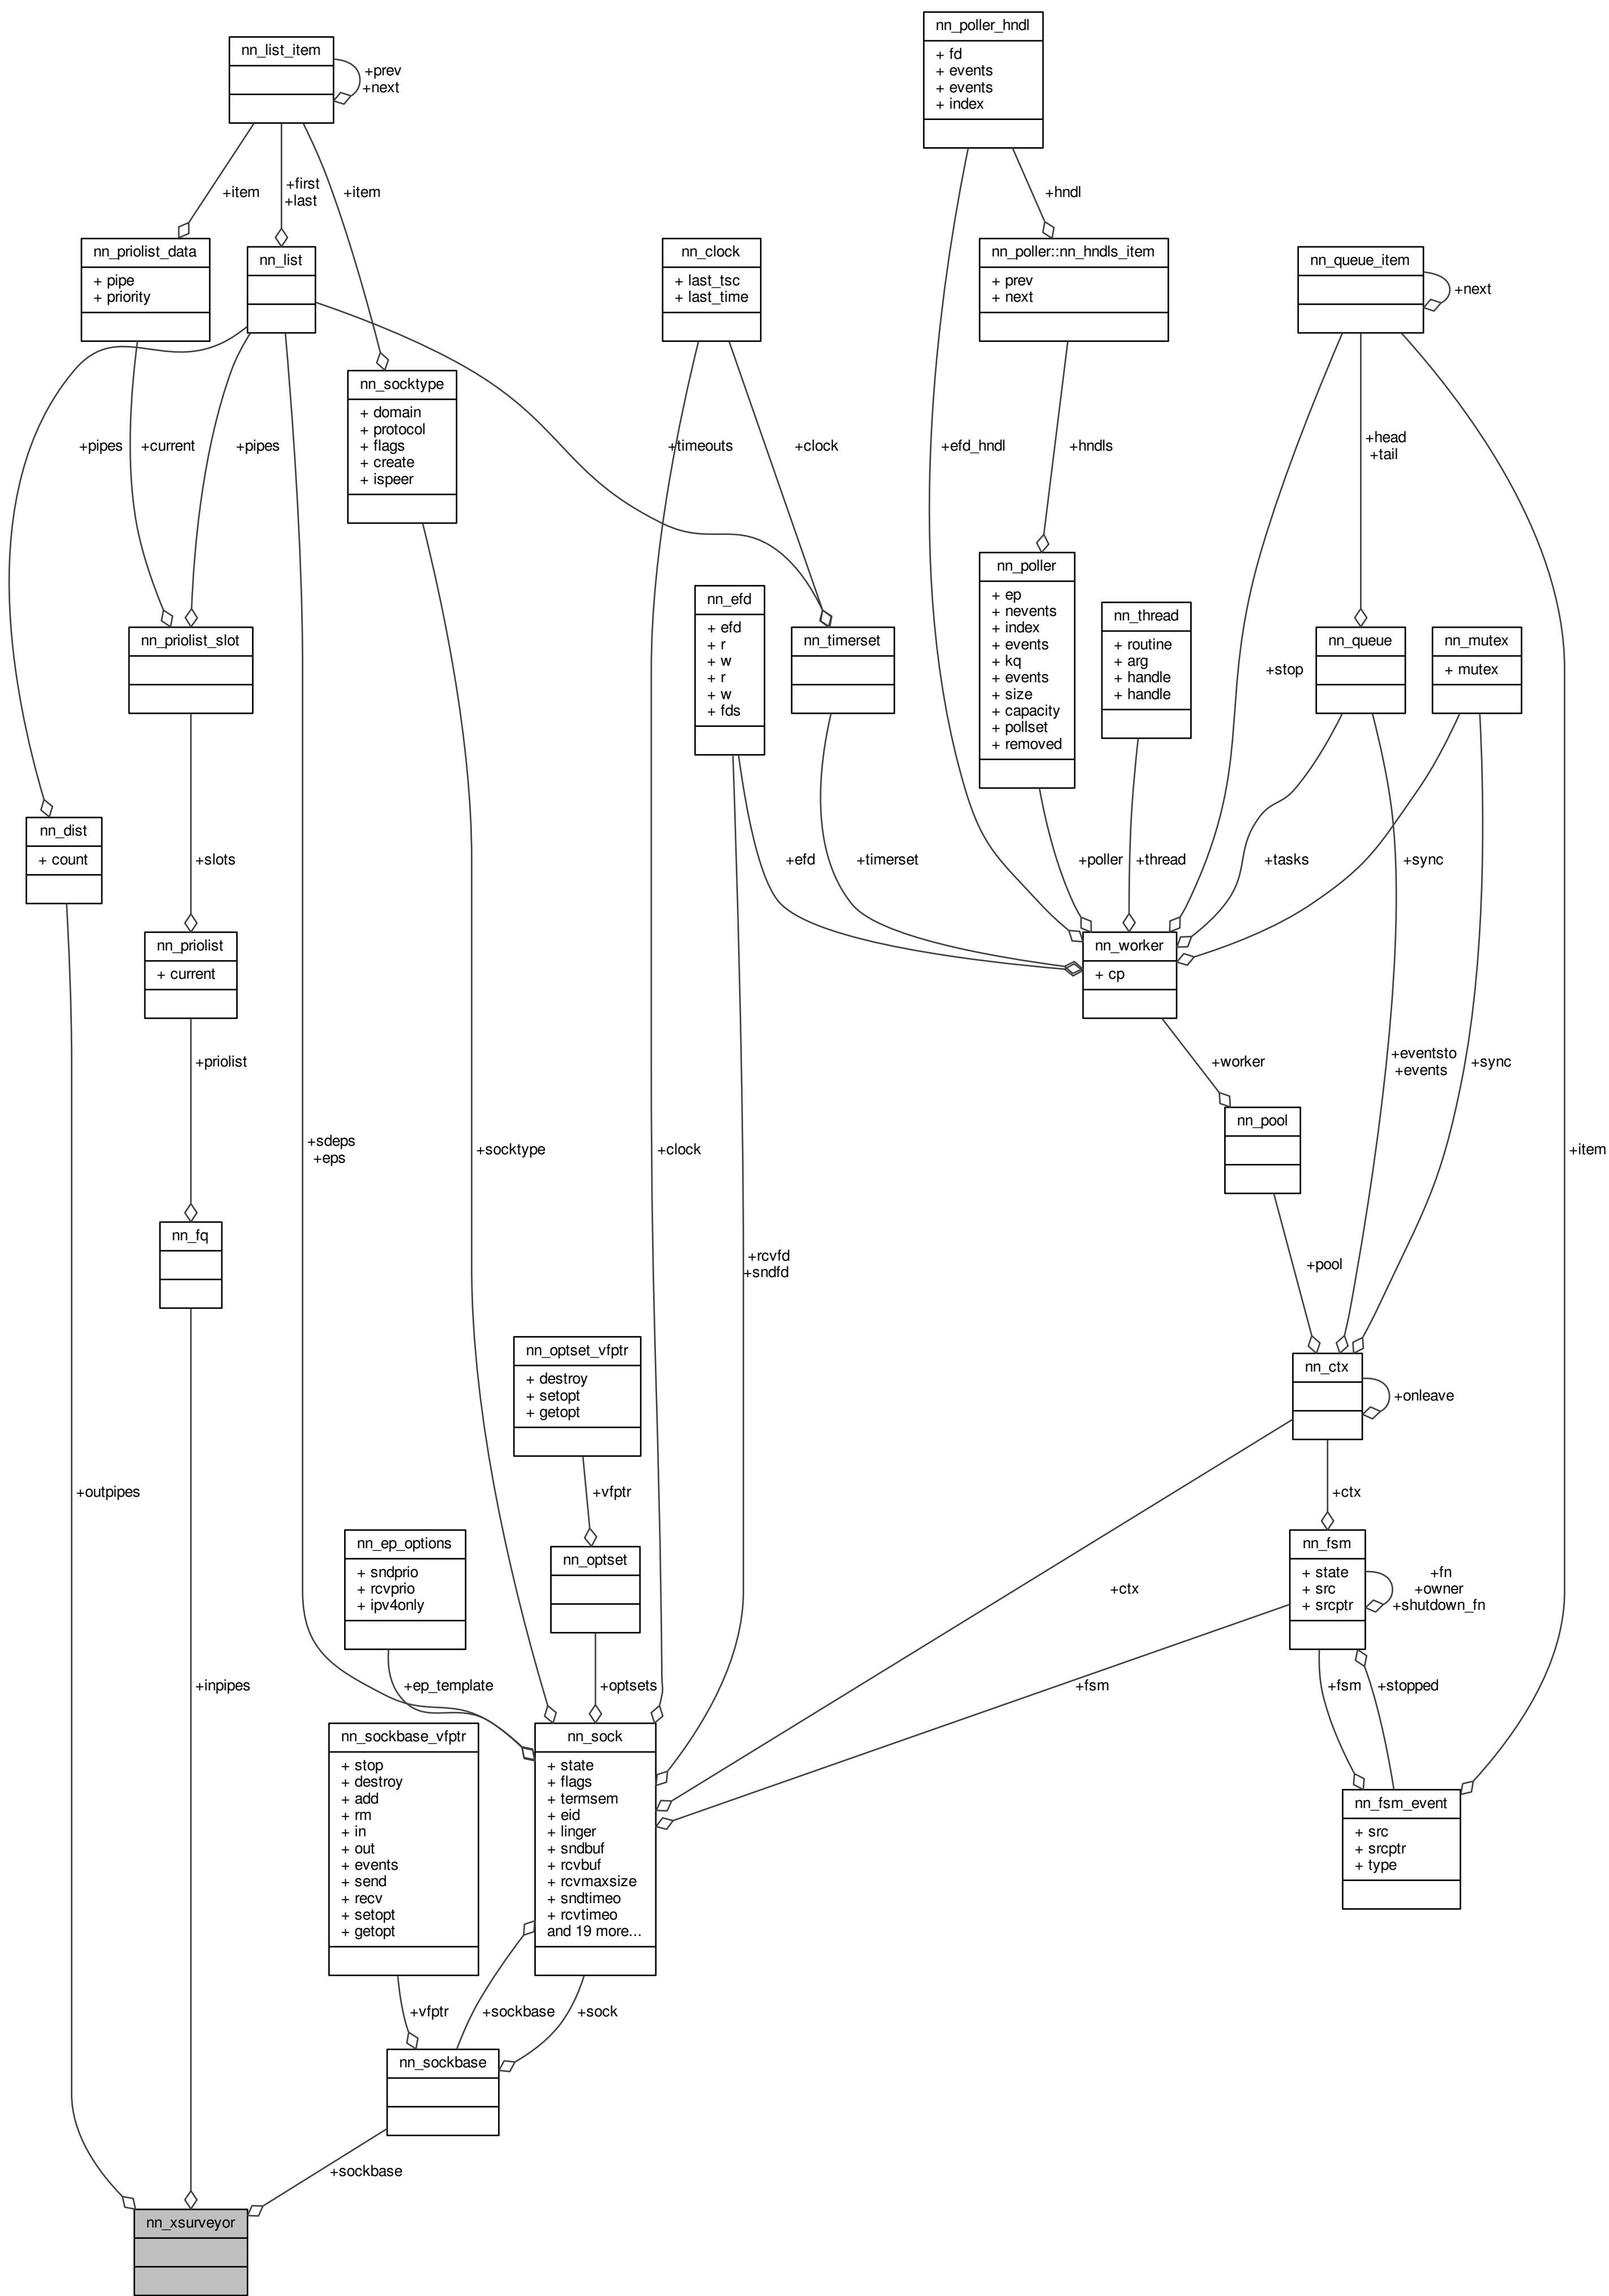 nn_poller_hndl
+ fd
+ events
+ events
+ index
nn_list_item
+prev
+next
+item
+first
+last
+item
+hndl
nn_priolist_data
+ pipe
+ priority
nn_list
nn_clock
+ last_tsc
+ last_time
nn_poller::nn_hndls_item
+ prev
+ next
nn_queue_item
+next
nn_socktype
+ domain
+ protocol
+ flags
+ create
+ ispeer
+pipes
+current
+pipes
+timeouts
+clock
+efd_hndl
+hndls
+head
+tail
nn_poller
+ ep
+ nevents
+ index
+ events
+ kq
+ events
+ size
+ capacity
+ pollset
+ removed
nn_efd
+ efd
+ r
+ w
+ r
+ w
+ fds
nn_thread
+ routine
+ arg
+ handle
+ handle
nn_priolist_slot
nn_timerset
+stop
nn_queue
nn_mutex
+ mutex
nn_dist
+ count
+slots
+efd
+timerset
+poller
+thread
+tasks
+sync
nn_priolist
+ current
nn_worker
+ cp
+priolist
+worker
+eventsto
+events
+sync
nn_pool
+sdeps
+eps
+socktype
+clock
+item
nn_fq
+rcvfd
+sndfd
+pool
nn_optset_vfptr
+ destroy
+ setopt
+ getopt
nn_ctx
+onleave
+outpipes
+vfptr
+ctx
nn_ep_options
+ sndprio
+ rcvprio
+ ipv4only
nn_optset
+ctx
nn_fsm
+ state
+ src
+ srcptr
+fn
+owner
+shutdown_fn
+inpipes
+ep_template
+optsets
+fsm
+fsm
+stopped
nn_sockbase_vfptr
+ stop
+ destroy
+ add
+ rm
+ in
+ out
+ events
+ send
+ recv
+ setopt
+ getopt
nn_sock
+ state
+ flags
+ termsem
+ eid
+ linger
+ sndbuf
+ rcvbuf
+ rcvmaxsize
+ sndtimeo
+ rcvtimeo
and 19 more...
nn_fsm_event
+ src
+ srcptr
+ type
+vfptr
+sockbase
+sock
nn_sockbase
+sockbase
nn_xsurveyor